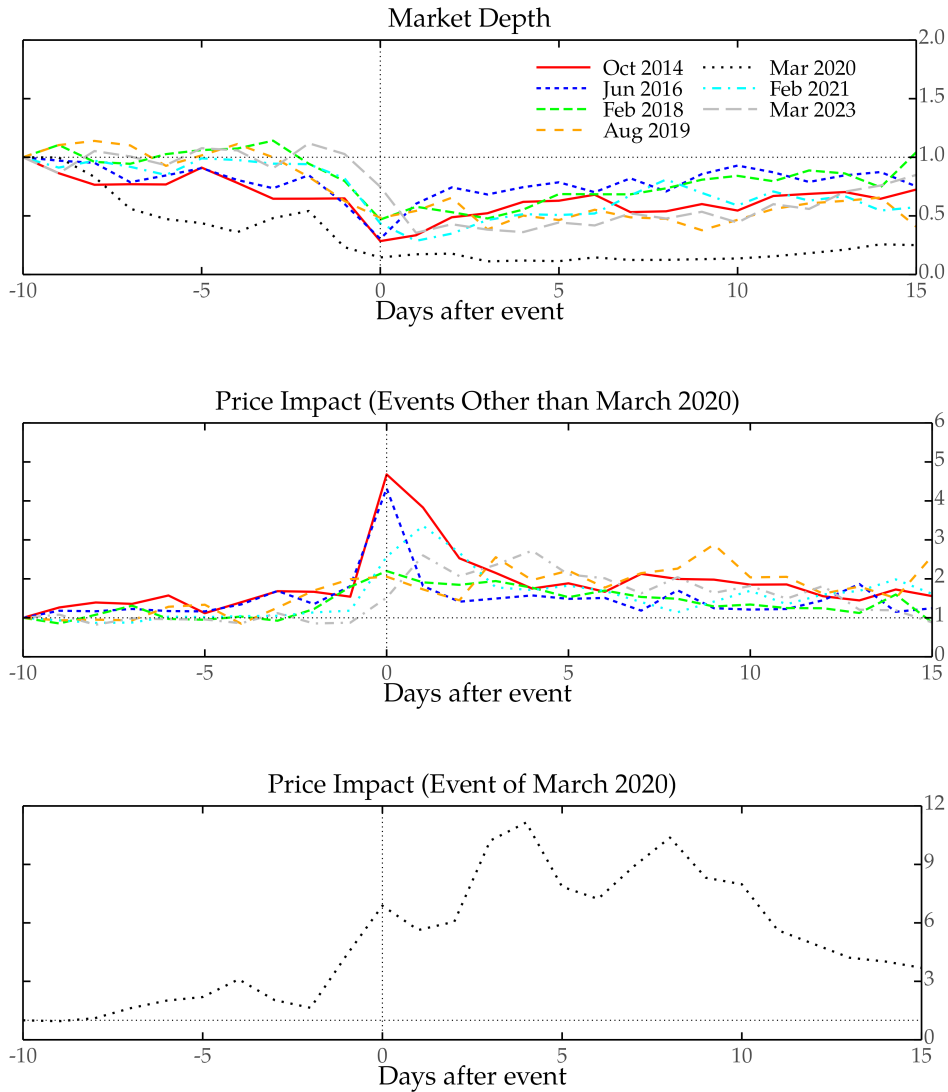 Market Depth
2.0
Oct 2014 Mar 2020
Jun 2016 Feb 2021
Feb 2018 Mar 2023
Aug 2019
1.5
1.0
0.5
0.0
-10 -5 0 5 10 15
Days after event
Price Impact (Events Other than March 2020)
6
5
4
3
2
1
0
-10 -5 0 5 10 15
Days after event
Price Impact (Event of March 2020)
12
9
6
3
0
-10 -5 0 5 10 15
Days after event